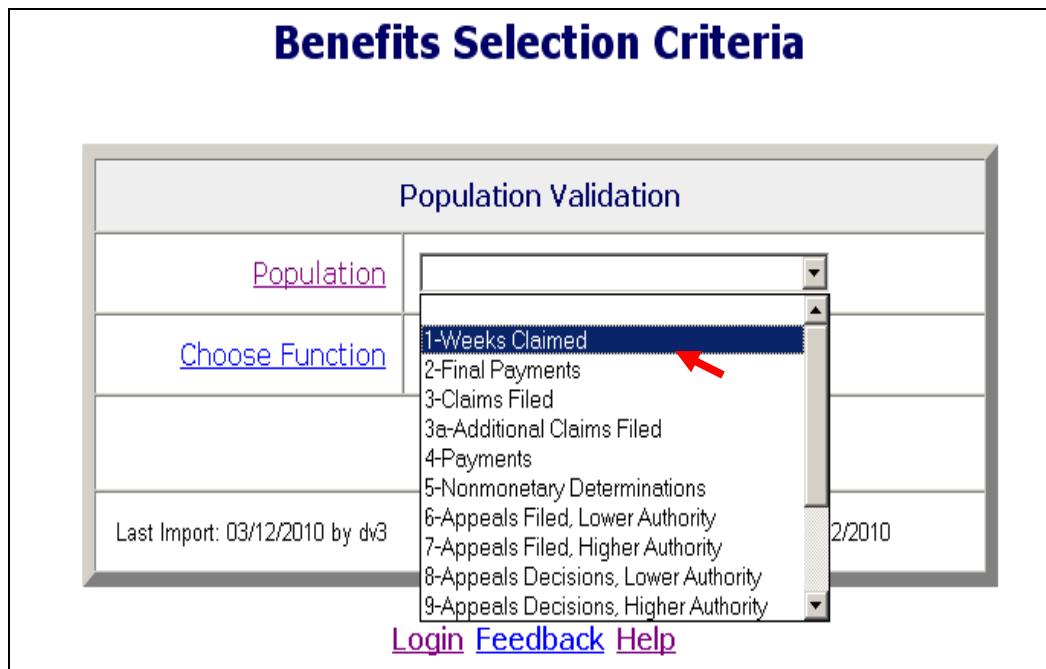 Benefits Selection Criteria
Population Validation
Population
Choose Function
1-Weeks Claimed
2-Final Payments
3-Claims Filed
3a-Additional Claims Filed
4-Payments
5-Nonmonetary Determinations
6-Appeals Filed, Lower Authority
7-Appeals Filed, Higher Authority
8-Appeals Decisions, Lower Authority
9-Appeals Decisions, Higher Authority
Last Import: 03/12/2010 by dv3
2/2010
Login Feedback Help